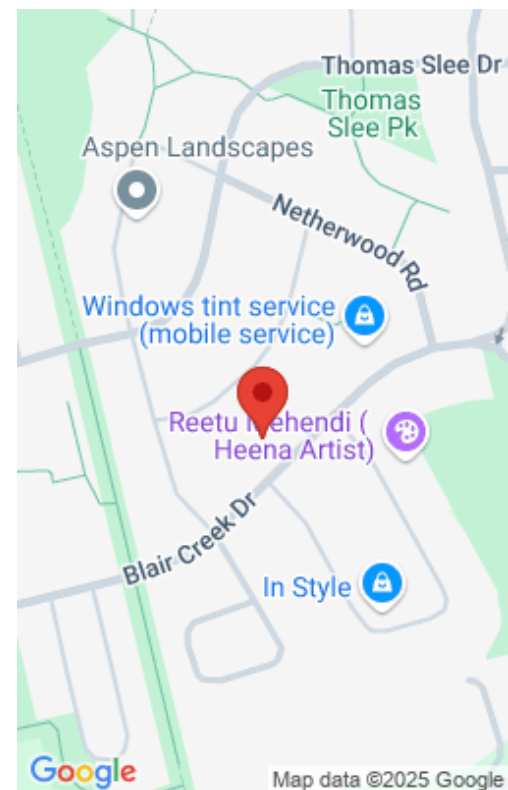 Thomas Slee Dr
Thomas
Slee Pk
Aspen Landscapes
Netherwood Rd
Windows tint service
(mobile service)
Reetu Mehendi (
Heena Artist)
Blair Creek Dr
In Style
Google
Map data ©2025 Google